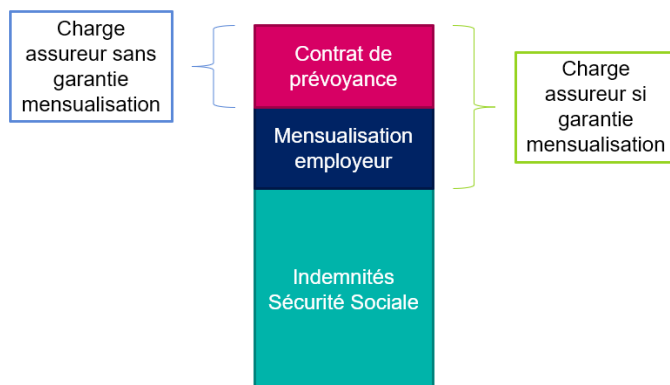 Charge
assureur sans
garantie
mensualisation
Contrat de
prévoyance
Mensualisation
employeur
Indemnités
Sécurité Sociale
Charge
assureur si
garantie
mensualisation